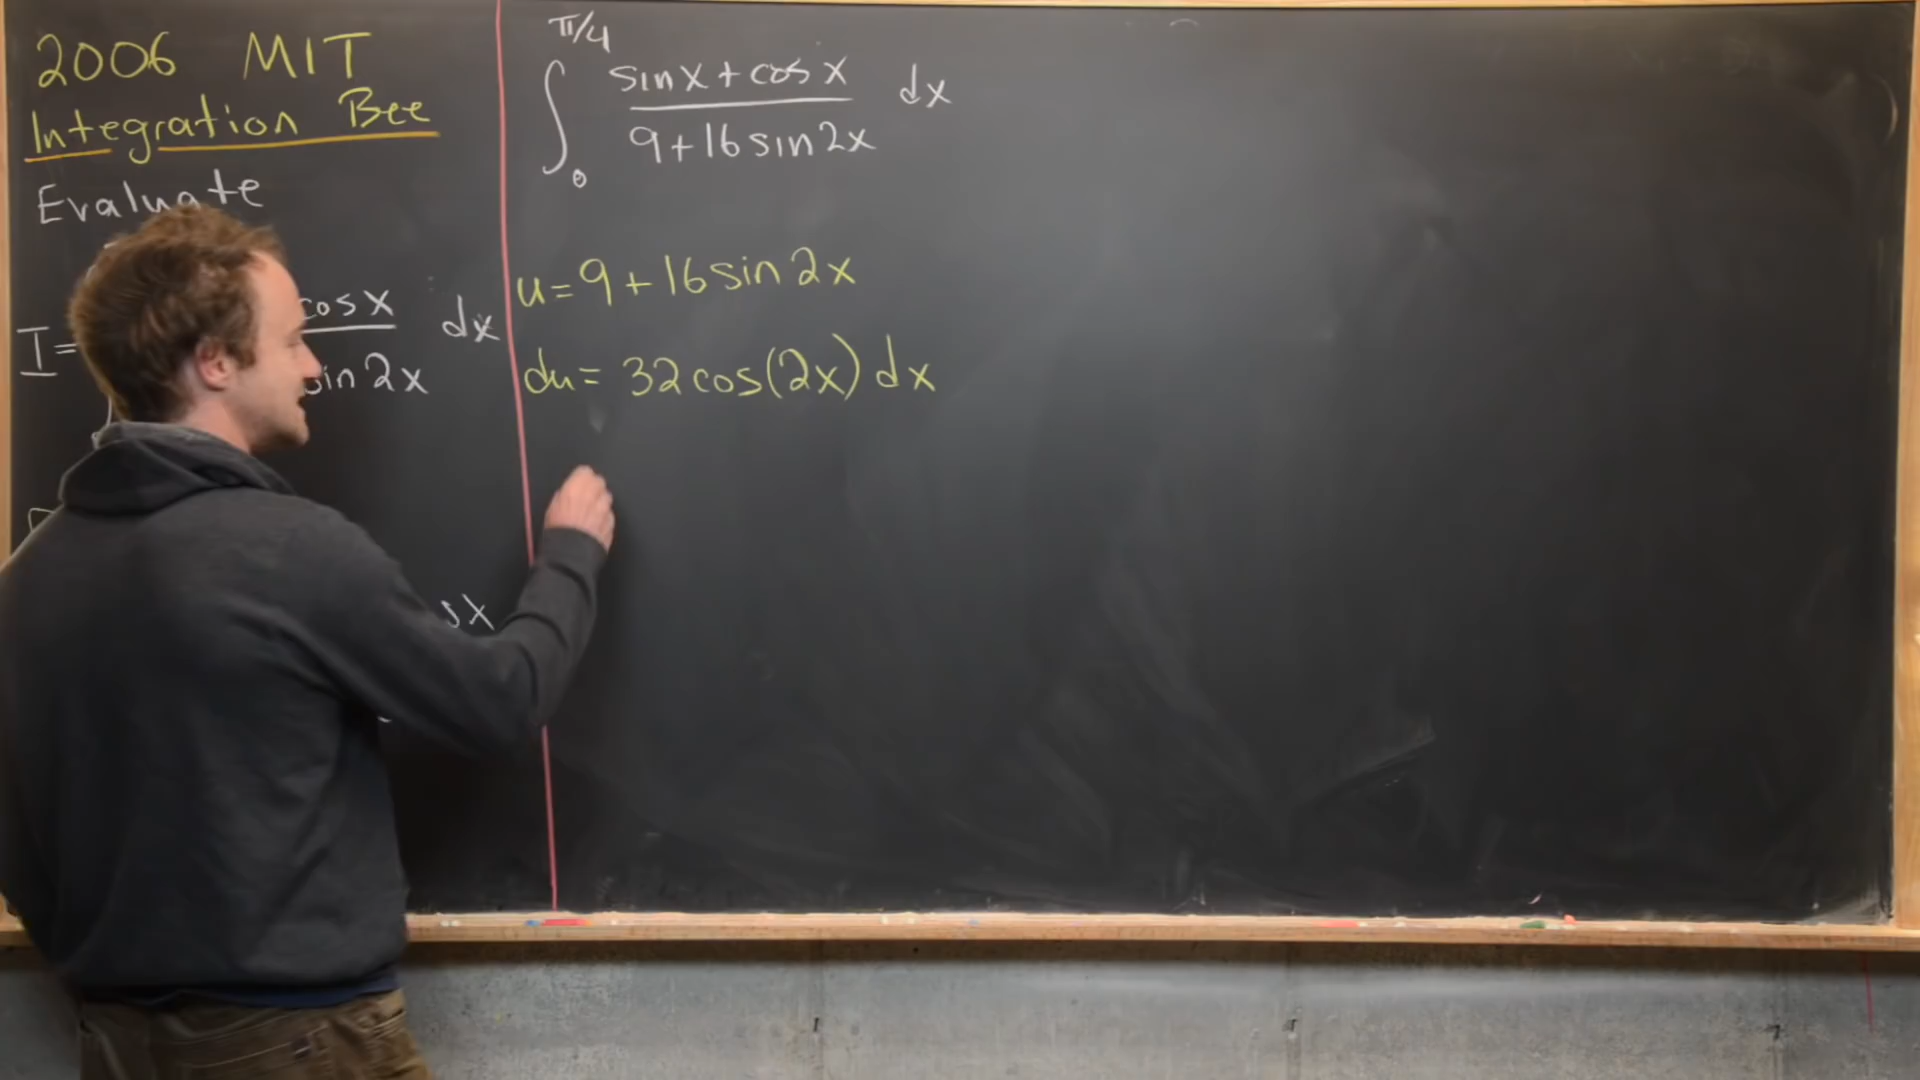 2006 MIT
Integration Bee
Evaluate
I= cos x dx
sin 2x
∫₀^(π/4) (sin x + cos x)/(9+16 sin 2x) dx
u=9+16 sin 2x
du= 32 cos(2x) dx